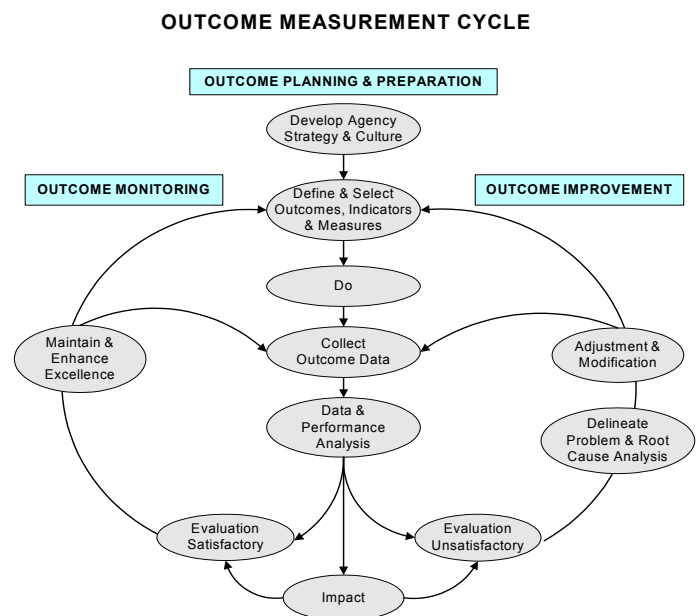 OUTCOME MEASUREMENT CYCLE
OUTCOME PLANNING & PREPARATION
Develop Agency
Strategy & Culture
OUTCOME MONITORING
Define & Select
Outcomes, Indicators
& Measures
OUTCOME IMPROVEMENT
Do
Maintain &
Enhance
Excellence
Collect
Outcome Data
Adjustment &
Modification
Data &
Performance
Analysis
Delineate
Problem & Root
Cause Analysis
Evaluation
Satisfactory
Evaluation
Unsatisfactory
Impact